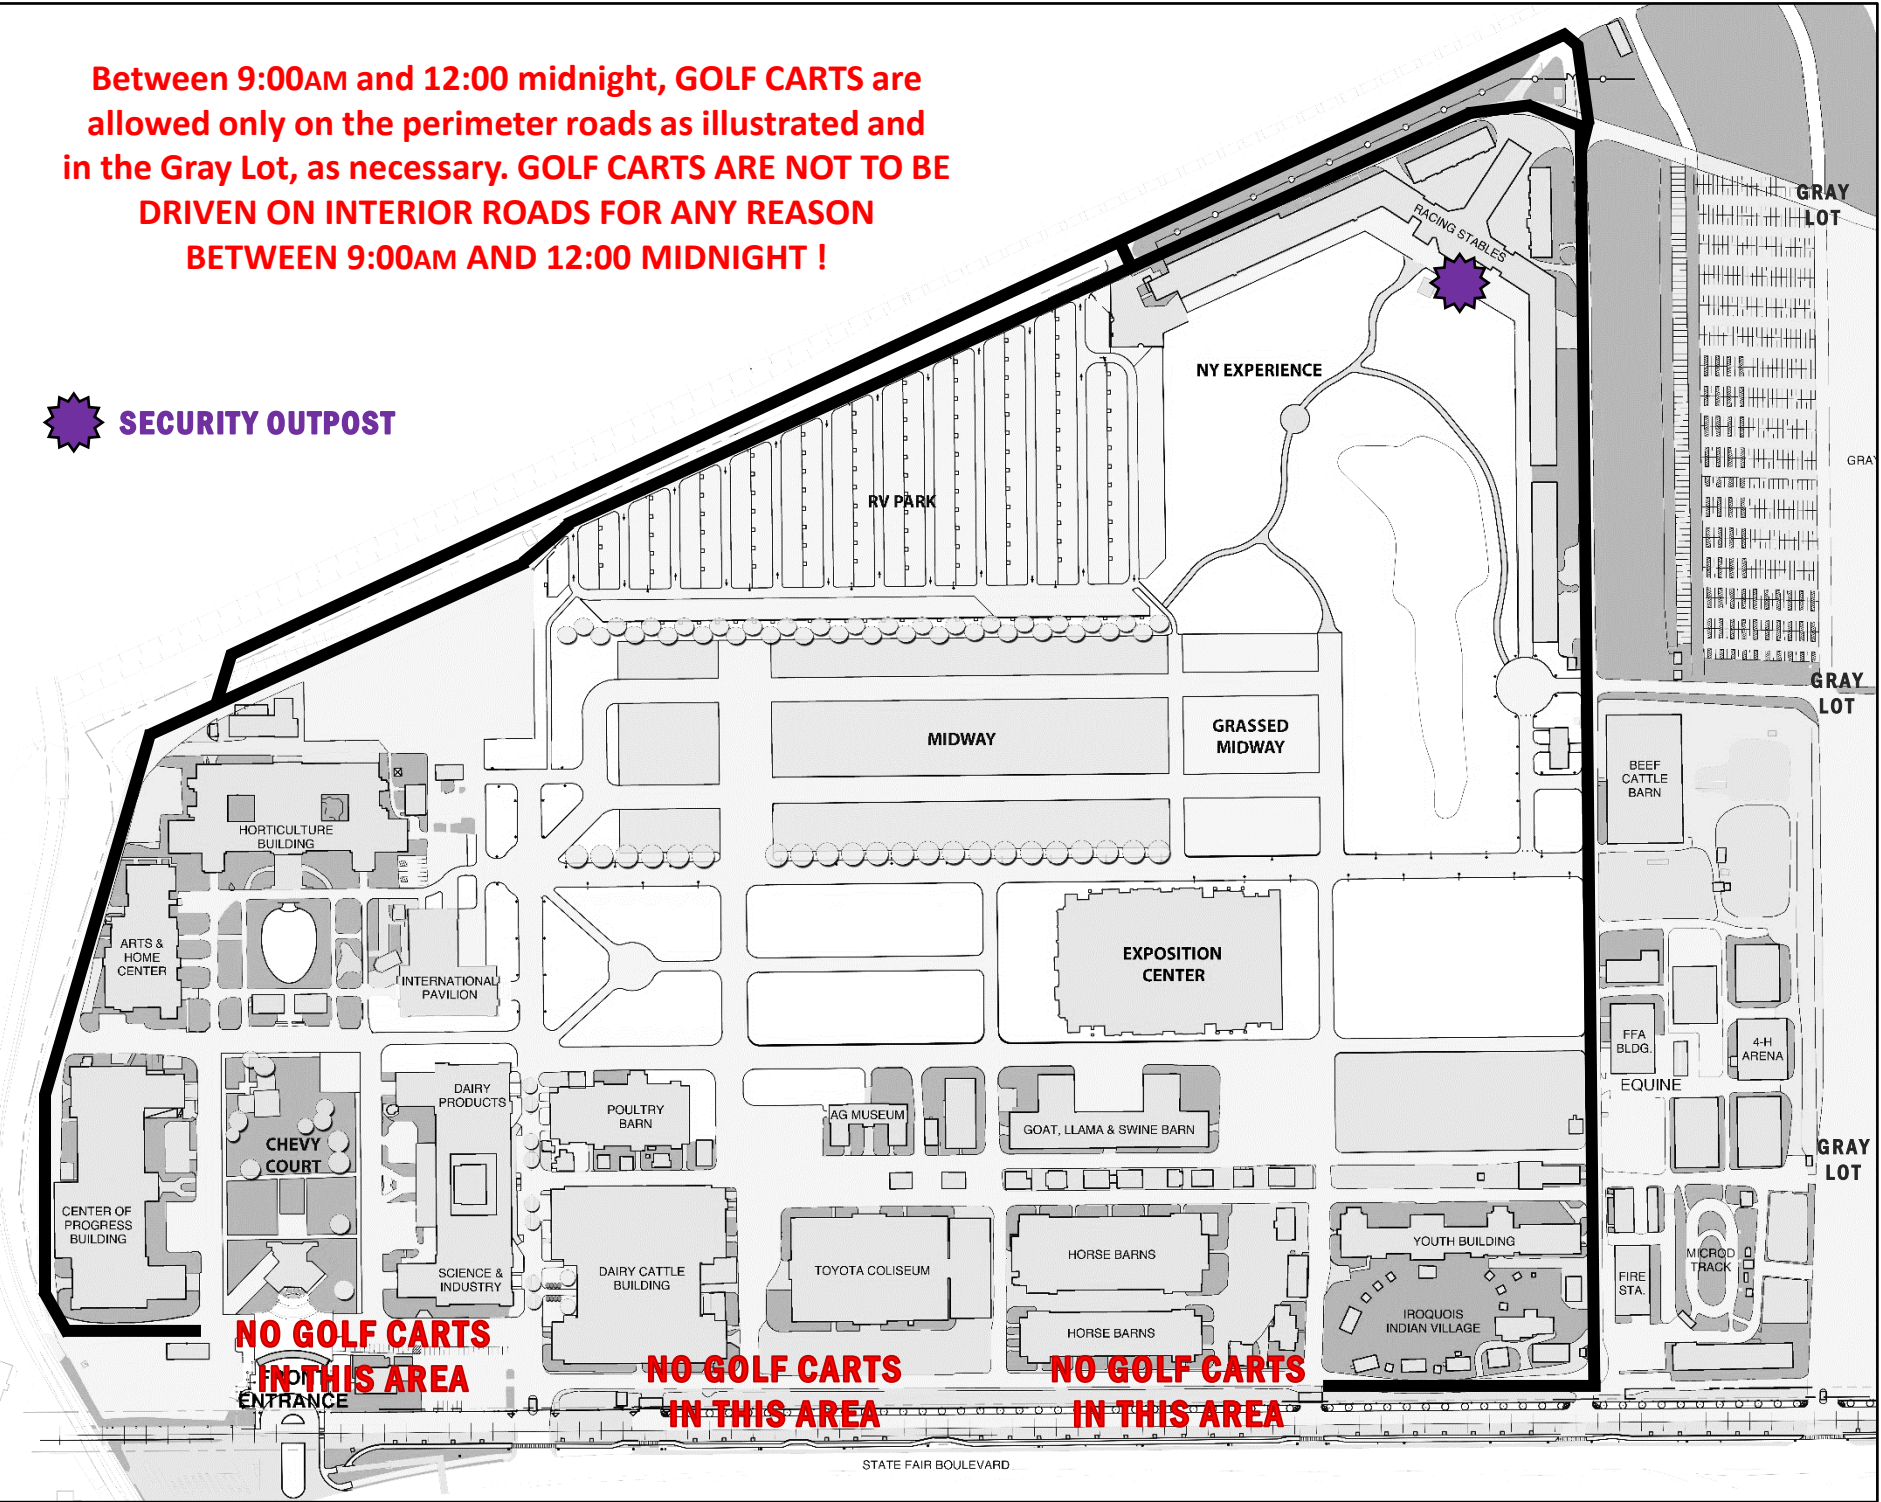 Between 9:00AM and 12:00 midnight, GOLF CARTS are
allowed only on the perimeter roads as illustrated and
in the Gray Lot, as necessary. GOLF CARTS ARE NOT TO BE
DRIVEN ON INTERIOR ROADS FOR ANY REASON
BETWEEN 9:00AM AND 12:00 MIDNIGHT !
GRAY
LOT
RACING STABLES
NY EXPERIENCE
SECURITY OUTPOST
GRAY
RV PARK
GRAY
LOT
MIDWAY
GRASSED
MIDWAY
BEEF
CATTLE
BARN
HORTICULTURE
BUILDING
ARTS &
HOME
CENTER
INTERNATIONAL
PAVILION
EXPOSITION
CENTER
FFA
BLDG.
4-H
ARENA
EQUINE
DAIRY
PRODUCTS
POULTRY
BARN
AG MUSEUM
GOAT, LLAMA & SWINE BARN
CHEVY
COURT
GRAY
LOT
CENTER OF
PROGRESS
BUILDING
SCIENCE &
INDUSTRY
DAIRY CATTLE
BUILDING
TOYOTA COLISEUM
HORSE BARNS
YOUTH BUILDING
MICROD
TRACK
FIRE
STA.
IROQUOIS
INDIAN VILLAGE
HORSE BARNS
NO GOLF CARTS
IN THIS AREA
FRONT
ENTRANCE
NO GOLF CARTS
IN THIS AREA
NO GOLF CARTS
IN THIS AREA
STATE FAIR BOULEVARD